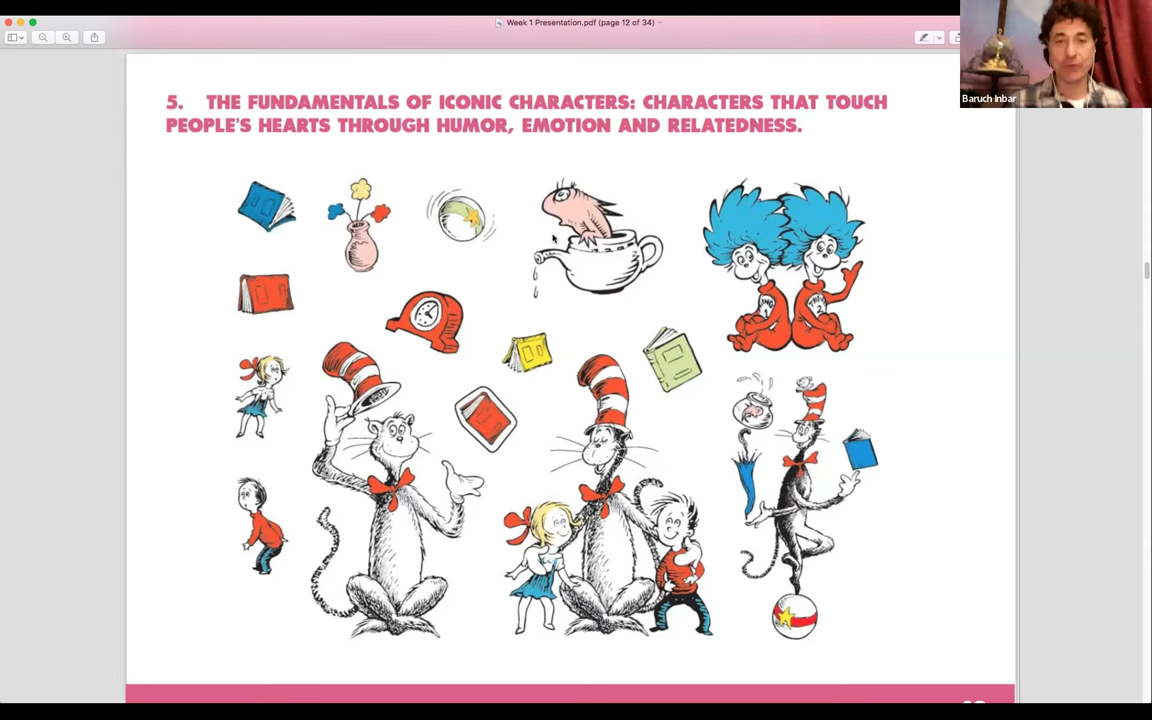 Week 1 Presentation.pdf (page 12 of 34)
Baruch Inbar
5. THE FUNDAMENTALS OF ICONIC CHARACTERS: CHARACTERS THAT TOUCH
PEOPLE'S HEARTS THROUGH HUMOR, EMOTION AND RELATEDNESS.